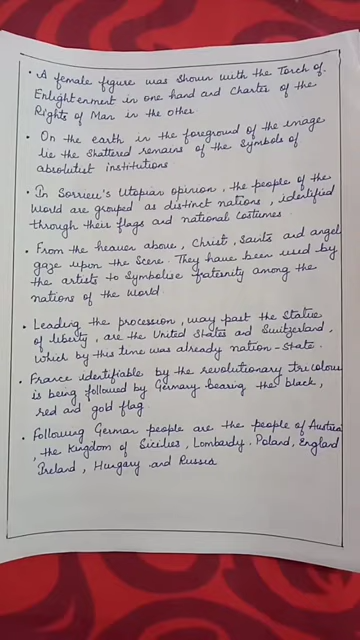 • A female figure was shown with the Torch of
Enlightenment in one hand and Charter of the
Rights of Man in the other
• On the earth in the foreground of the image
lie the shattered remains of the symbols of
absolutist institutions
• In Sorrieu's Utopian opinion, the people of the
World are grouped as distinct nations, identified
through their flags and national costumes.
• From the heaven above, Christ, Saints and angel
gaze upon the Scene. They have been used by
the artists to Symbolise fraternity among the
nations of the World.
• Leading the procession, way past the Statue
of liberty, are the United States and Switzerland,
which by this time was already nation-state.
• France identifiable by the revolutionary tricolour
is being followed by Germany bearing the black,
red and gold flag.
• Following German people are the people of Austria
, the Kingdom of Sicilies, Lombardy. Poland, England
Ireland, Hungary and Russia